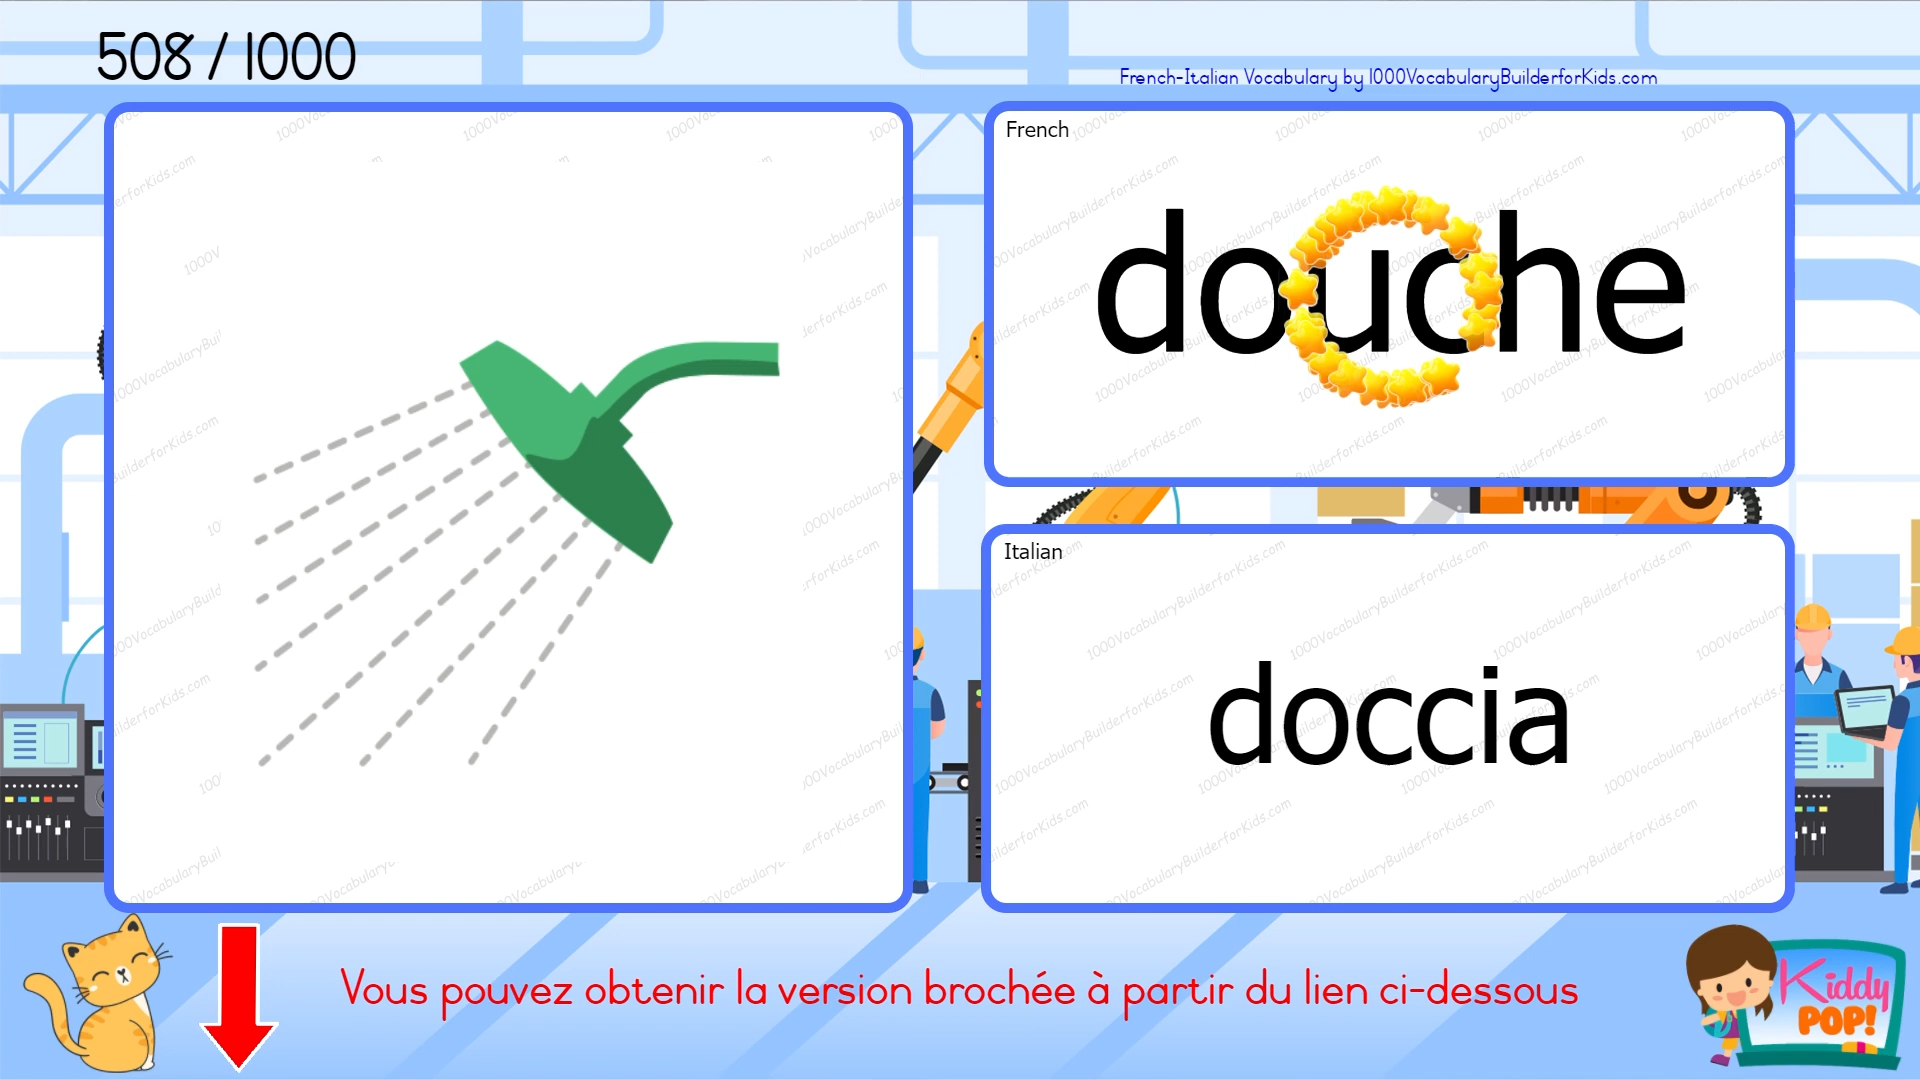 508 / 1000
French-Italian Vocabulary by 1000VocabularyBuilderforKids.com
French
douche
Italian
doccia
Vous pouvez obtenir la version brochée à partir du lien ci-dessous
Kiddy
POP!